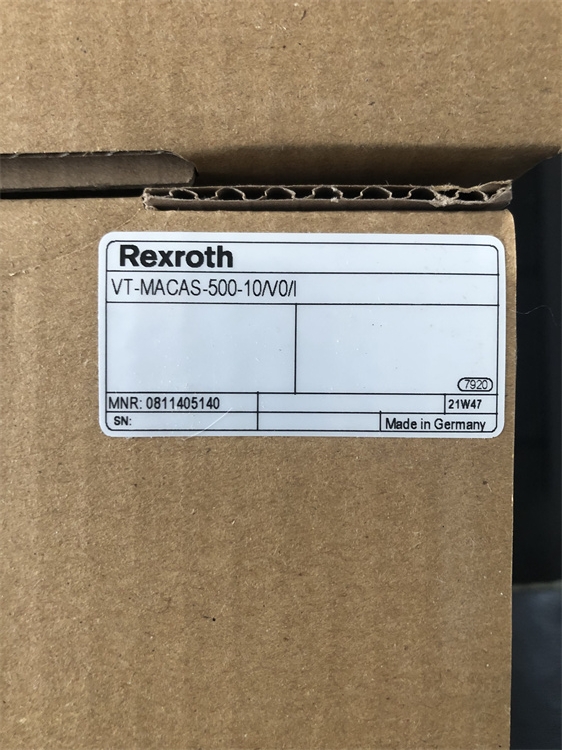 Rexroth
VT-MACAS-500-10/V0/I
7920
MNR: 0811405140
21W47
SN:
Made in Germany